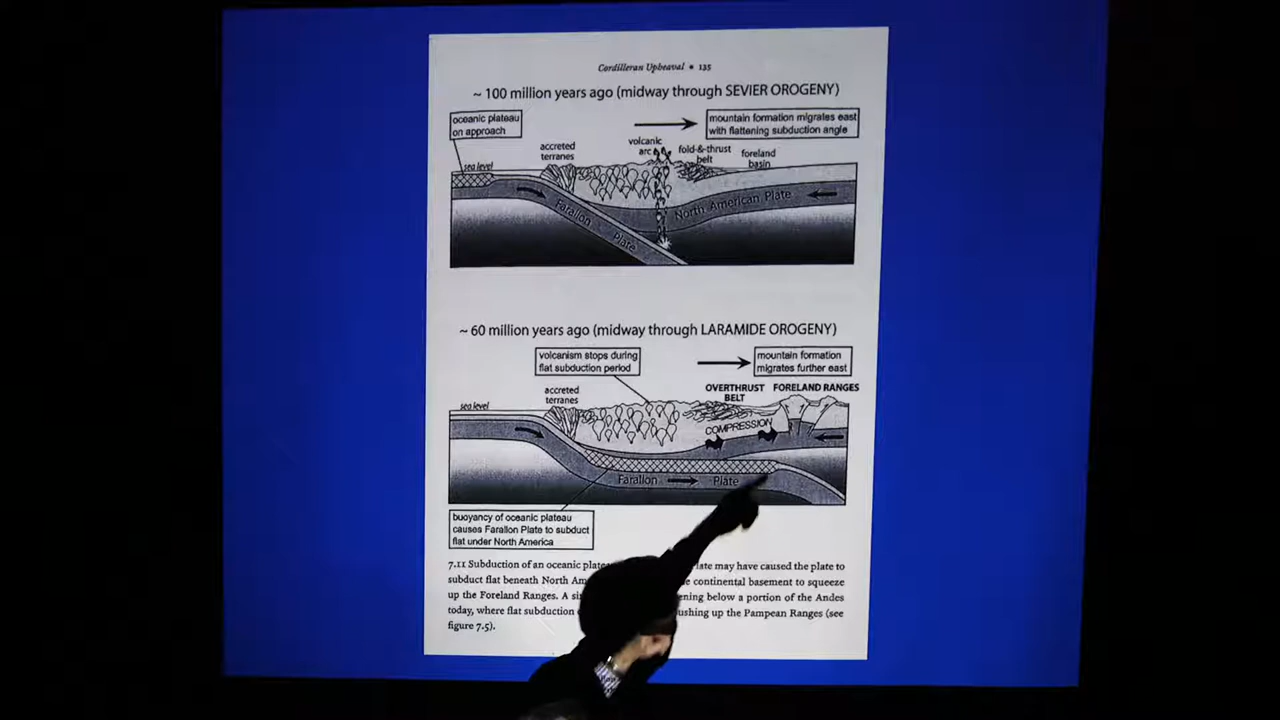 Cordilleran Upheaval • 135
~ 100 million years ago (midway through SEVIER OROGENY)
oceanic plateau
on approach
mountain formation migrates east
with flattening subduction angle
accreted
terranes
volcanic
arc
fold-&-thrust
belt
foreland
basin
sea level
Farallon Plate
North American Plate
~ 60 million years ago (midway through LARAMIDE OROGENY)
volcanism stops during
flat subduction period
mountain formation
migrates further east
accreted
terranes
OVERTHRUST
BELT
FORELAND RANGES
sea level
COMPRESSION
Farallon Plate
buoyancy of oceanic plateau
causes Farallon Plate to subduct
flat under North America
7.11 Subduction of an oceanic may have caused the plate to
subduct flat beneath North continental basement to squeeze
up the Foreland Ranges. A below a portion of the Andes
today, where flat subduction up the Pampean Ranges (see
figure 7.5).